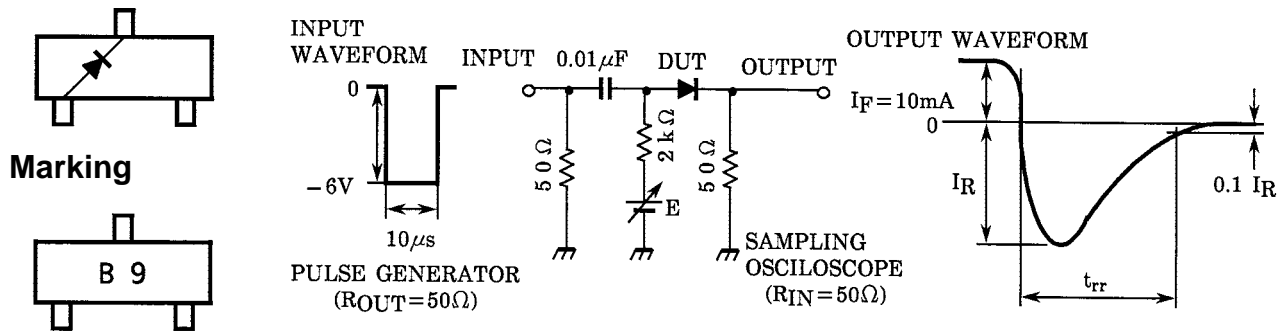 Marking
B 9
INPUT
WAVEFORM
0
−6V
10μs
PULSE GENERATOR
(ROUT=50Ω)
INPUT
0.01μF
DUT
OUTPUT
50Ω
2kΩ
E
50Ω
SAMPLING
OSCILOSCOPE
(RIN=50Ω)
OUTPUT WAVEFORM
IF=10mA
0
IR
0.1 IR
trr